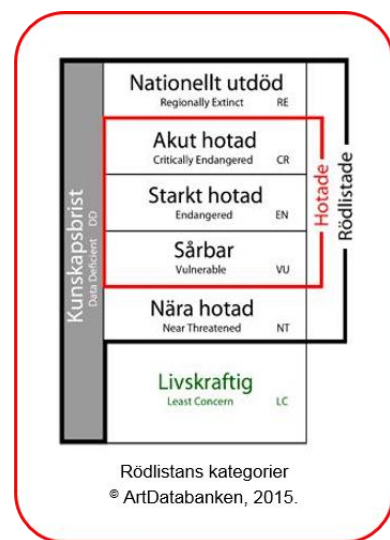 Nationellt utdöd
Regionally Extinct RE
Akut hotad
Critically Endangered CR
Starkt hotad
Endangered EN
Sårbar
Vulnerable VU
Nära hotad
Near Threatened NT
Livskraftig
Least Concern LC
Kunskapsbrist
Data Deficient DD
Hotade
Rödlistade
Rödlistans kategorier
© ArtDatabanken, 2015.